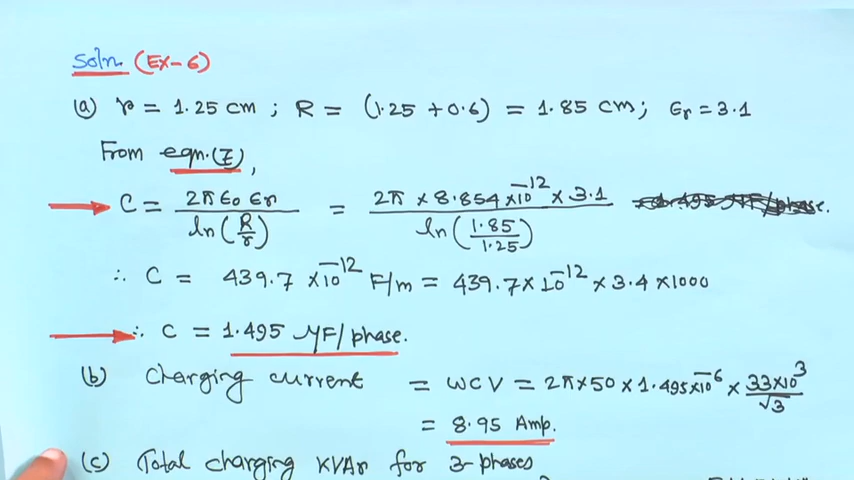 Soln. (Ex-6)
(a) r = 1.25 cm ; R = (1.25 + 0.6) = 1.85 cm; Er = 3.1
From eqn.(Z),
C = 2π ε0 εr / ln(R/r) = 2π × 8.854 × 10^-12 × 3.1 / ln(1.85/1.25)
∴ C = 439.7 × 10^-12 F/m = 439.7 × 10^-12 × 3.4 × 1000
∴ C = 1.495 μF/phase.
(b) Charging current = ωCV = 2π×50 × 1.495×10^-6 × 33×10^3/√3
= 8.95 Amp.
(c) Total charging KVAr for 3-phases